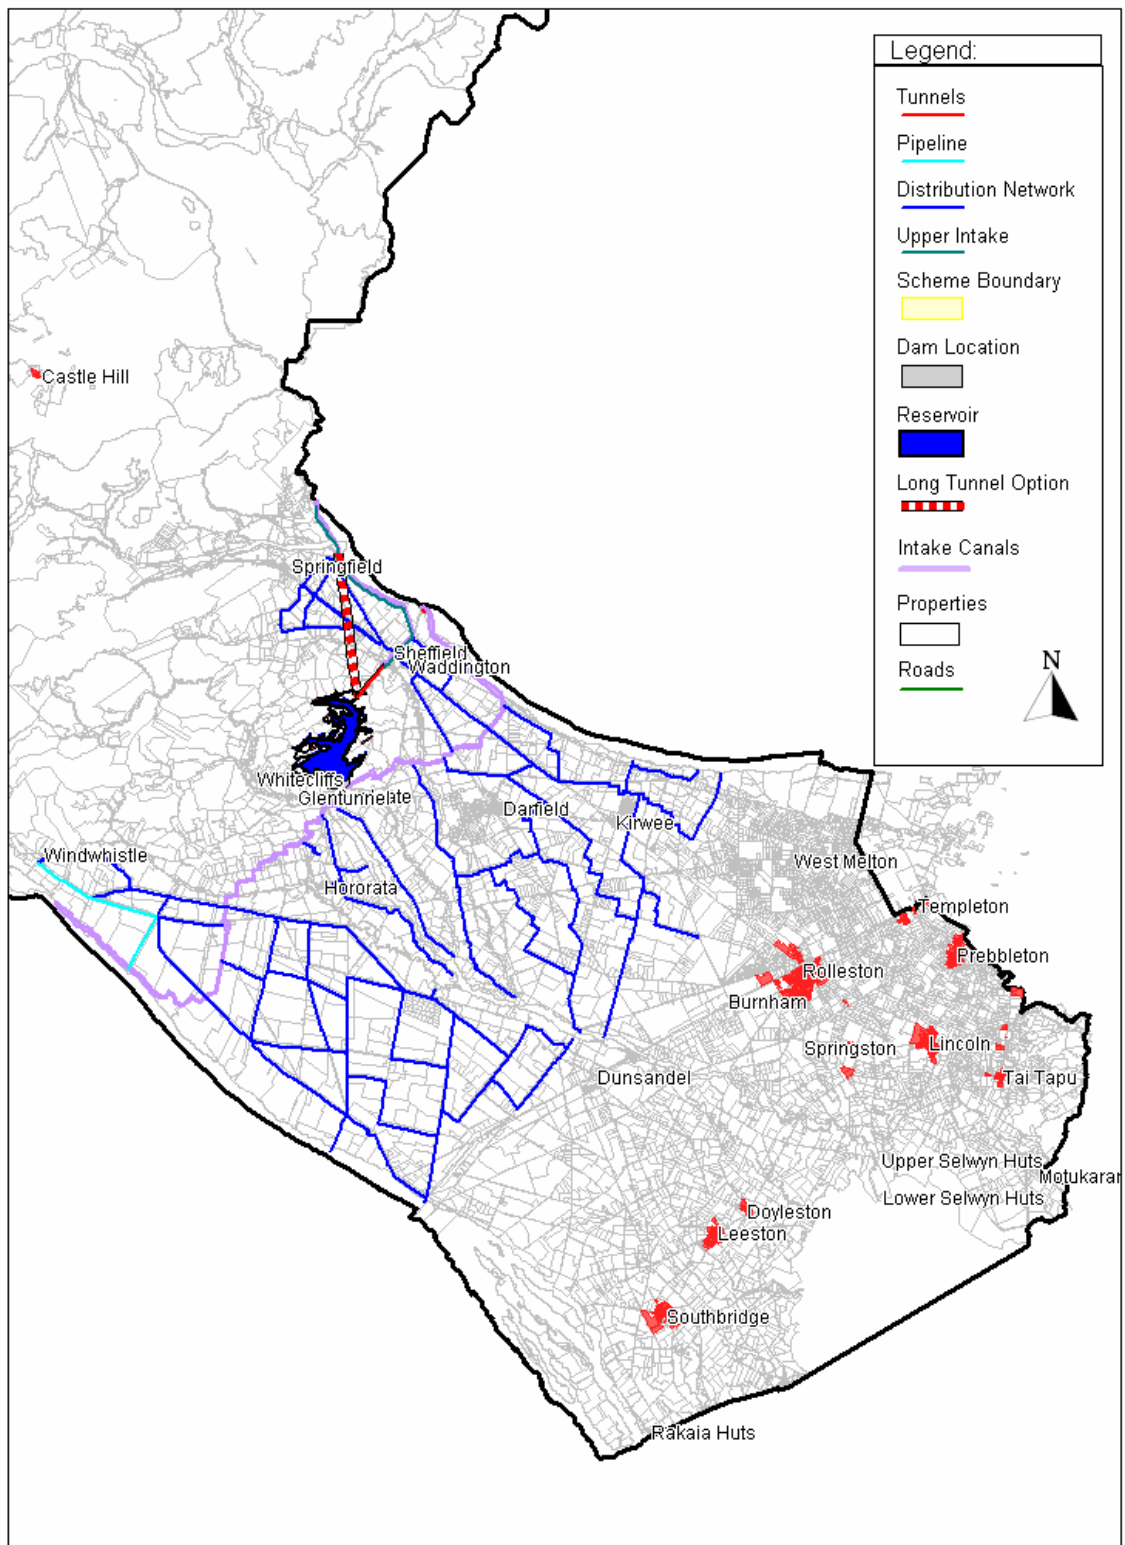 Legend:
Tunnels
Pipeline
Distribution Network
Upper Intake
Scheme Boundary
Dam Location
Reservoir
Long Tunnel Option
Intake Canals
Properties
Roads
N
Castle Hill
Springfield
Sheffield
Waddington
Whitecliffs
Glentunnel
Darfield
Kirwee
Windwhistle
West Melton
Hororata
Templeton
Prebbleton
Rolleston
Burnham
Springston
Lincoln
Dunsandel
Tai Tapu
Upper Selwyn Huts
Motukarar
Lower Selwyn Huts
Doyleston
Leeston
Southbridge
Rakaia Huts